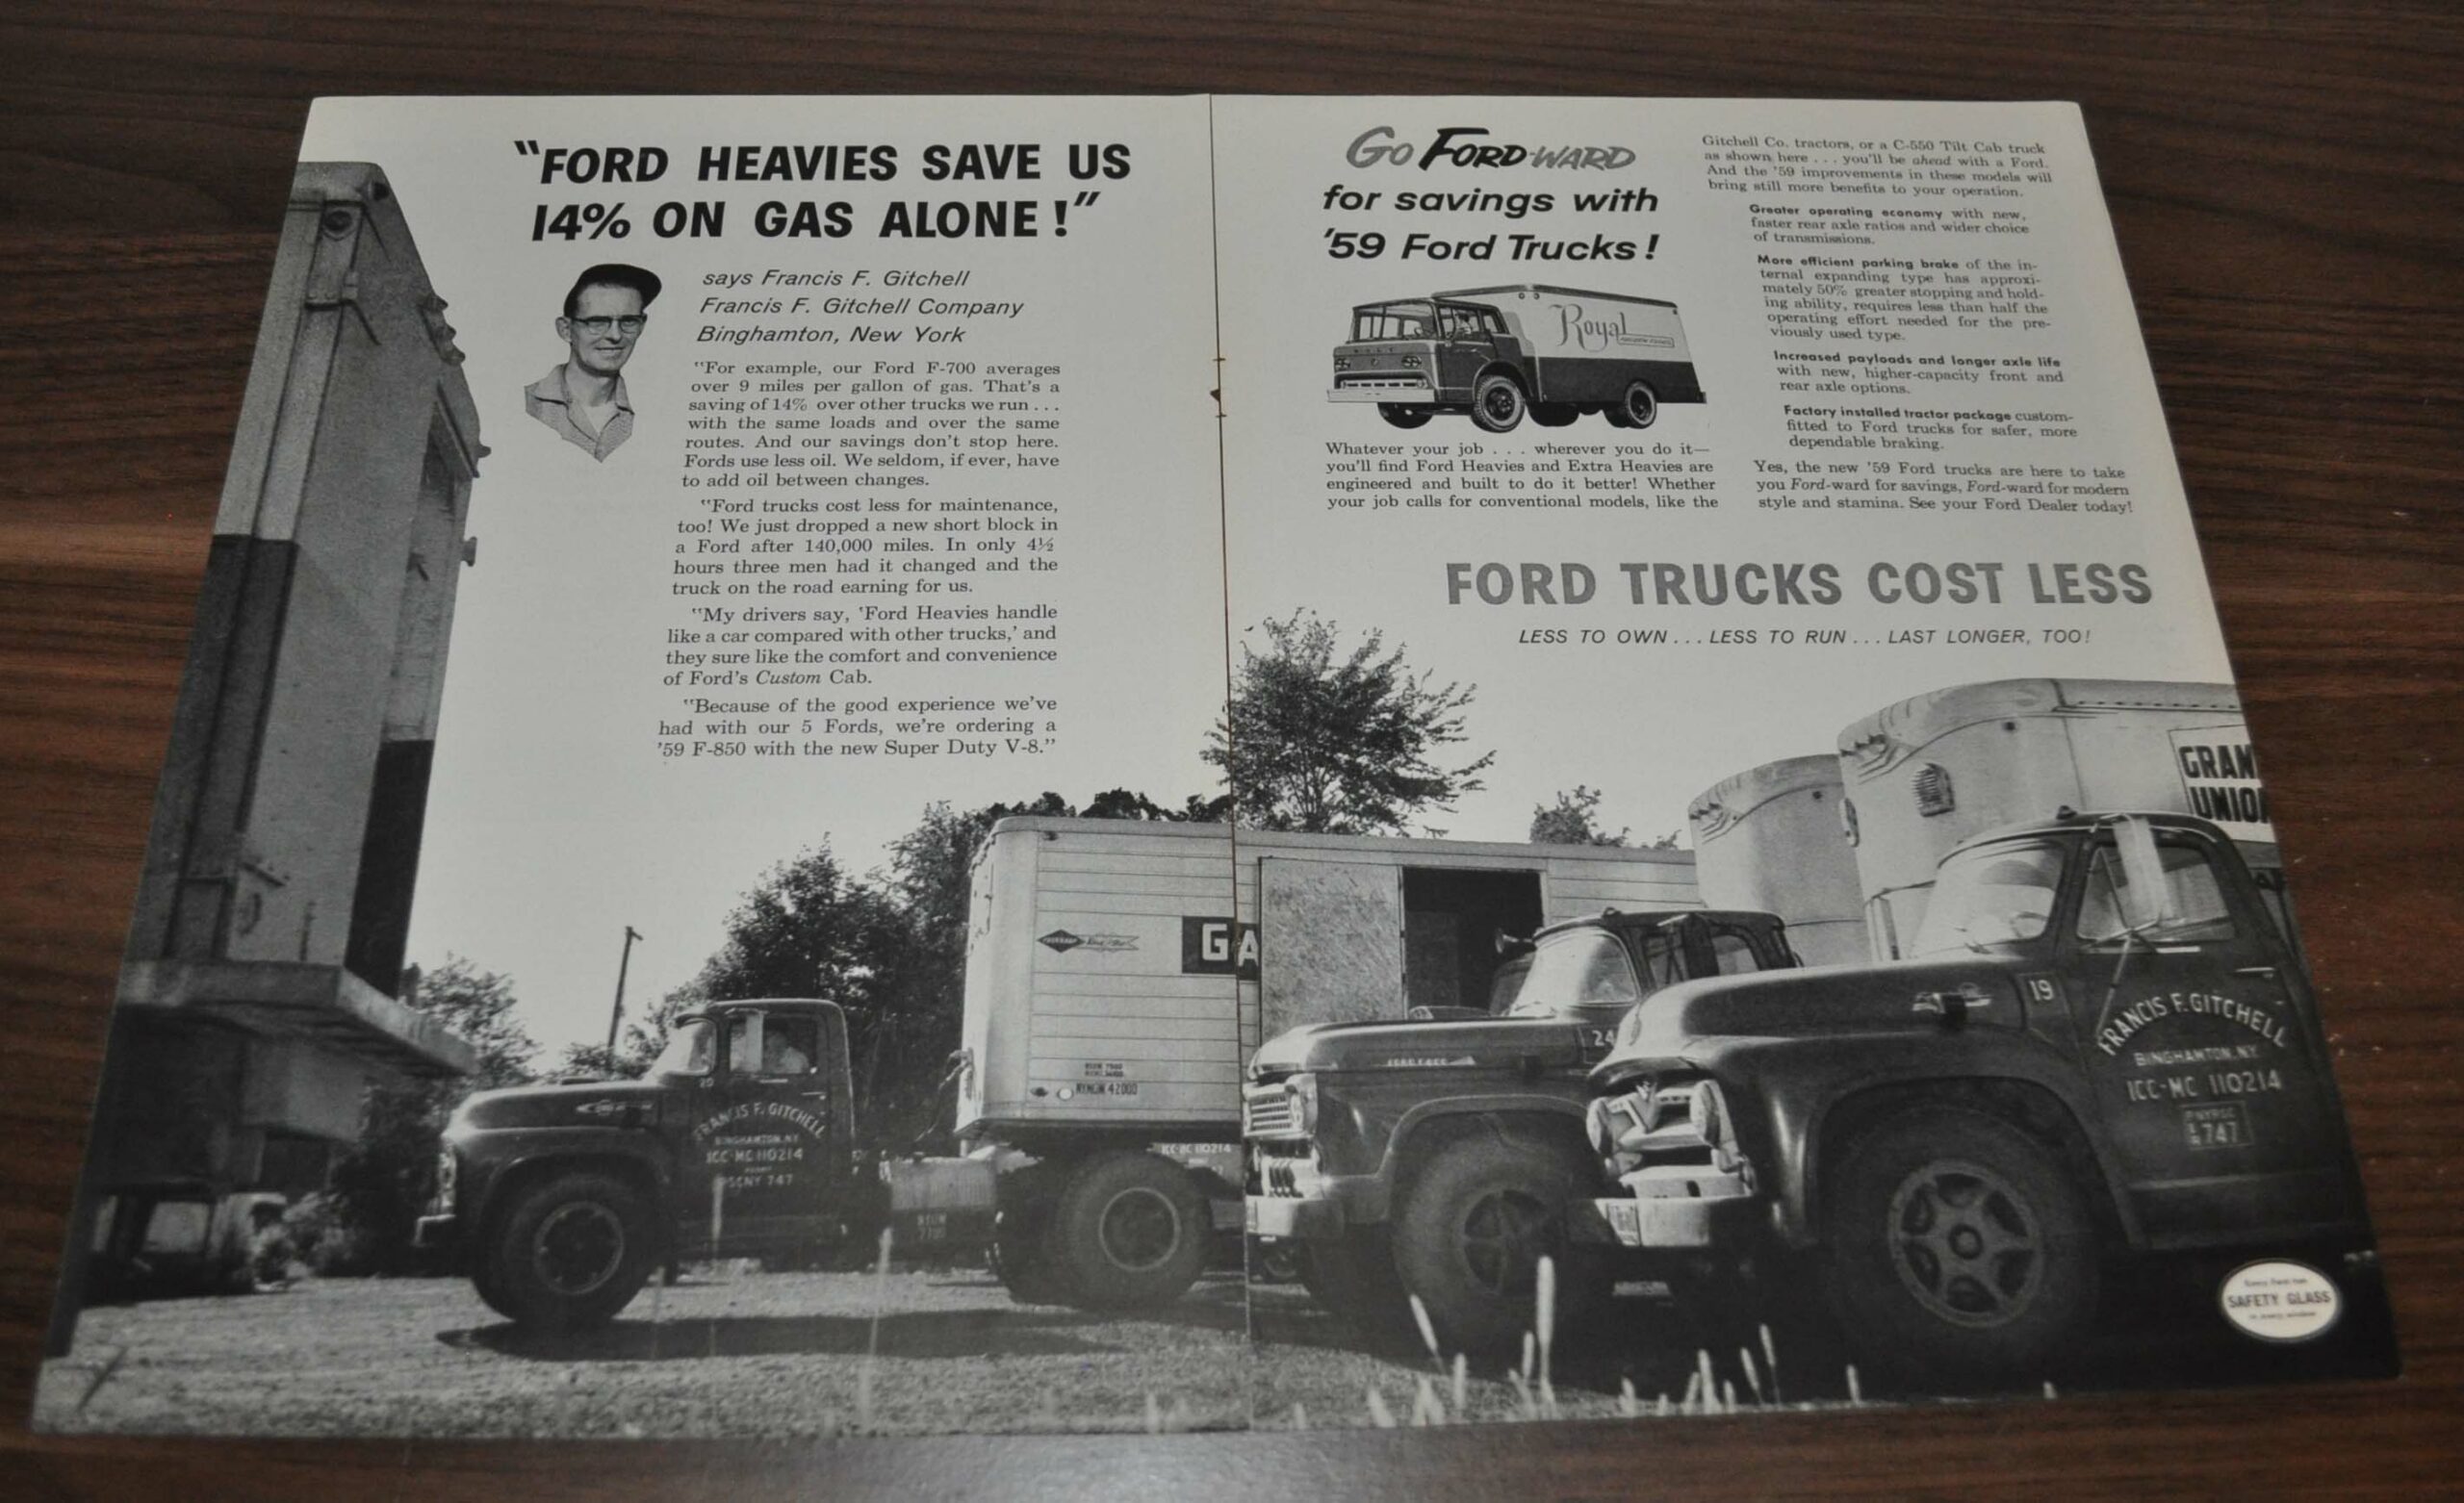 "FORD HEAVIES SAVE US
14% ON GAS ALONE!"
says Francis F. Gitchell
Francis F. Gitchell Company
Binghamton, New York
"For example, our Ford F-700 averages
over 9 miles per gallon of gas. That's a
saving of 14% over other trucks we run . . .
with the same loads and over the same
routes. And our savings don't stop here.
Fords use less oil. We seldom, if ever, have
to add oil between changes.
"Ford trucks cost less for maintenance,
too! We just dropped a new short block in
a Ford after 140,000 miles. In only 4½
hours three men had it changed and the
truck on the road earning for us.
"My drivers say, 'Ford Heavies handle
like a car compared with other trucks,' and
they sure like the comfort and convenience
of Ford's Custom Cab.
"Because of the good experience we've
had with our 5 Fords, we're ordering a
'59 F-850 with the new Super Duty V-8."
GO FORD-WARD
for savings with
'59 Ford Trucks!
Royal
Whatever your job . . . wherever you do it—
you'll find Ford Heavies and Extra Heavies are
engineered and built to do it better! Whether
your job calls for conventional models, like the
Gitchell Co. tractors, or a C-550 Tilt Cab truck
as shown here . . . you'll be ahead with a Ford.
And the '59 improvements in these models will
bring still more benefits to your operation.
Greater operating economy with new,
faster rear axle ratios and wider choice
of transmissions.
More efficient parking brake of the in-
ternal expanding type has approxi-
mately 50% greater stopping and hold-
ing ability, requires less than half the
operating effort needed for the pre-
viously used type.
Increased payloads and longer axle life
with new, higher-capacity front and
rear axle options.
Factory installed tractor package custom-
fitted to Ford trucks for safer, more
dependable braking.
Yes, the new '59 Ford trucks are here to take
you Ford-ward for savings, Ford-ward for modern
style and stamina. See your Ford Dealer today!
FORD TRUCKS COST LESS
LESS TO OWN . . . LESS TO RUN . . . LAST LONGER, TOO!
GRAN
UNIO
GA
24
19
FRANCIS F. GITCHELL
BINGHAMTON, N.Y.
ICC-MC 110214
747
20
FRANCIS F. GITCHELL
BINGHAMTON, N.Y.
ICC-MC 110214
PSCNY 747
SAFETY GLASS